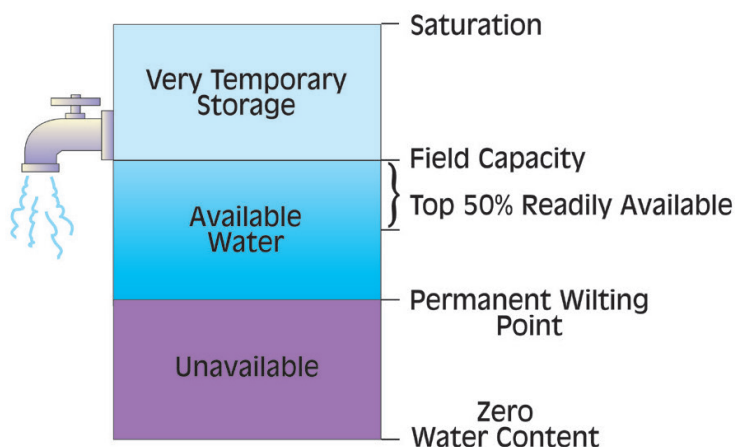 Saturation
Very Temporary
Storage
Field Capacity
Top 50% Readily Available
Available
Water
Permanent Wilting
Point
Unavailable
Zero
Water Content